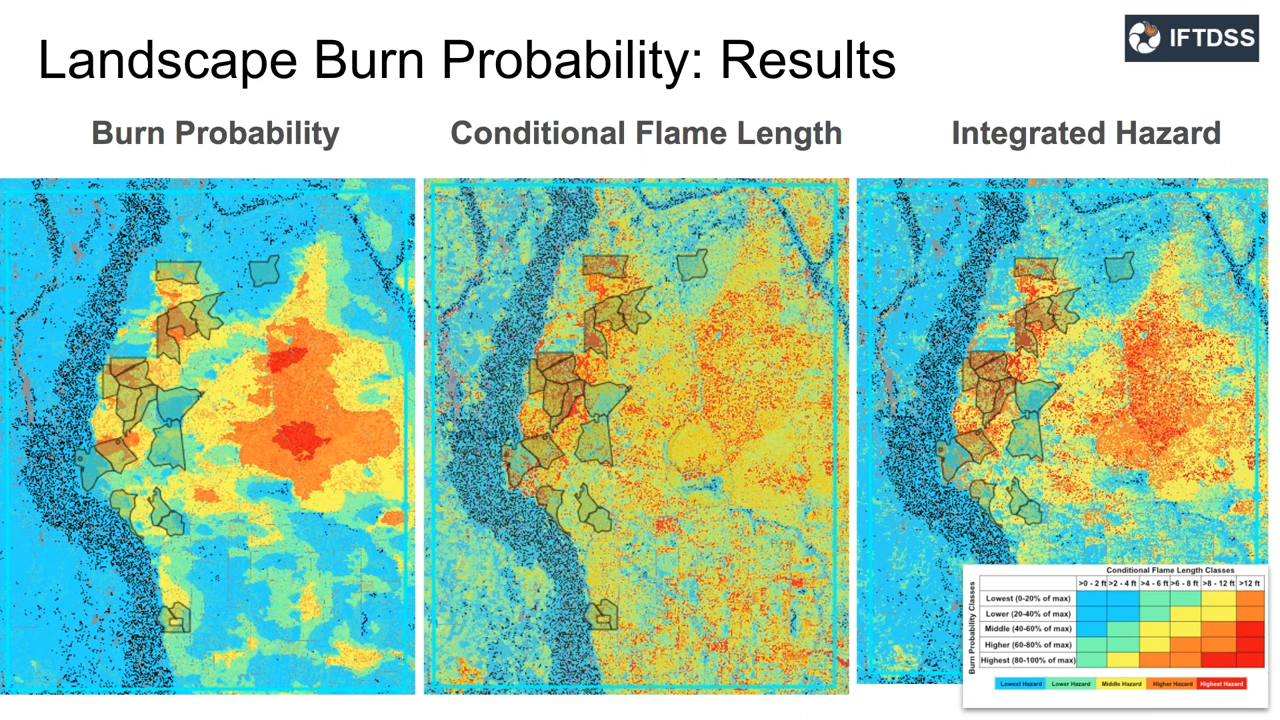 Landscape Burn Probability: Results
IFTDSS
Burn Probability
Conditional Flame Length
Integrated Hazard
Conditional Flame Length Classes
>0 - 2 ft >2 - 4 ft >4 - 6 ft >6 - 8 ft >8 - 12 ft >12 ft
Burn Probability Classes
Lowest (0-20% of max)
Lower (20-40% of max)
Middle (40-60% of max)
Higher (60-80% of max)
Highest (80-100% of max)
Lowest Hazard Lower Hazard Middle Hazard Higher Hazard Highest Hazard